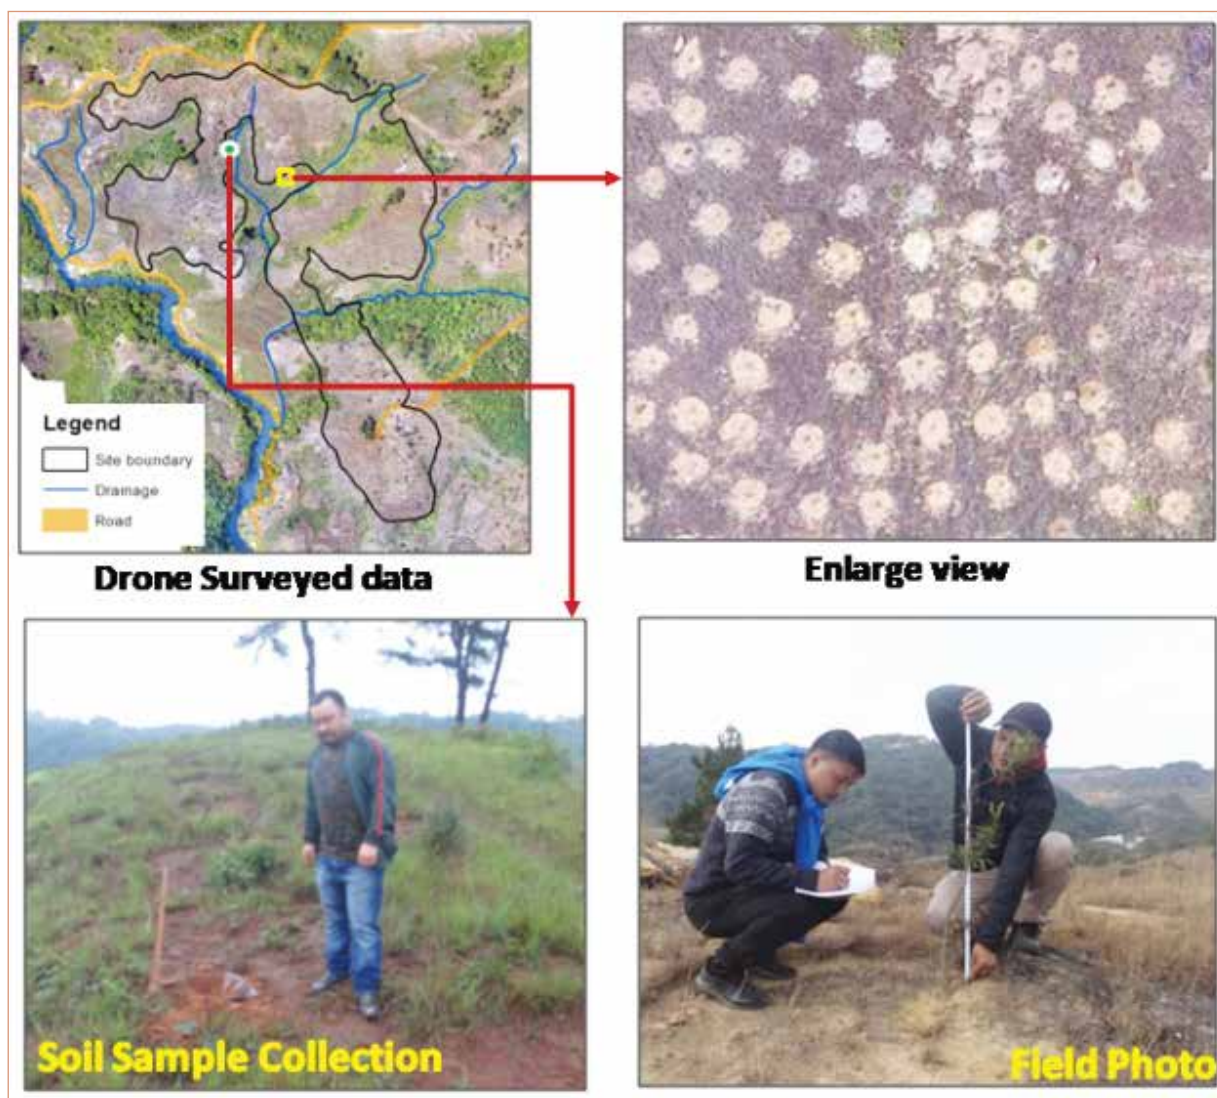 Legend
Site boundary
Drainage
Road
Drone Surveyed data
Enlarge view
Soil Sample Collection
Field Photo